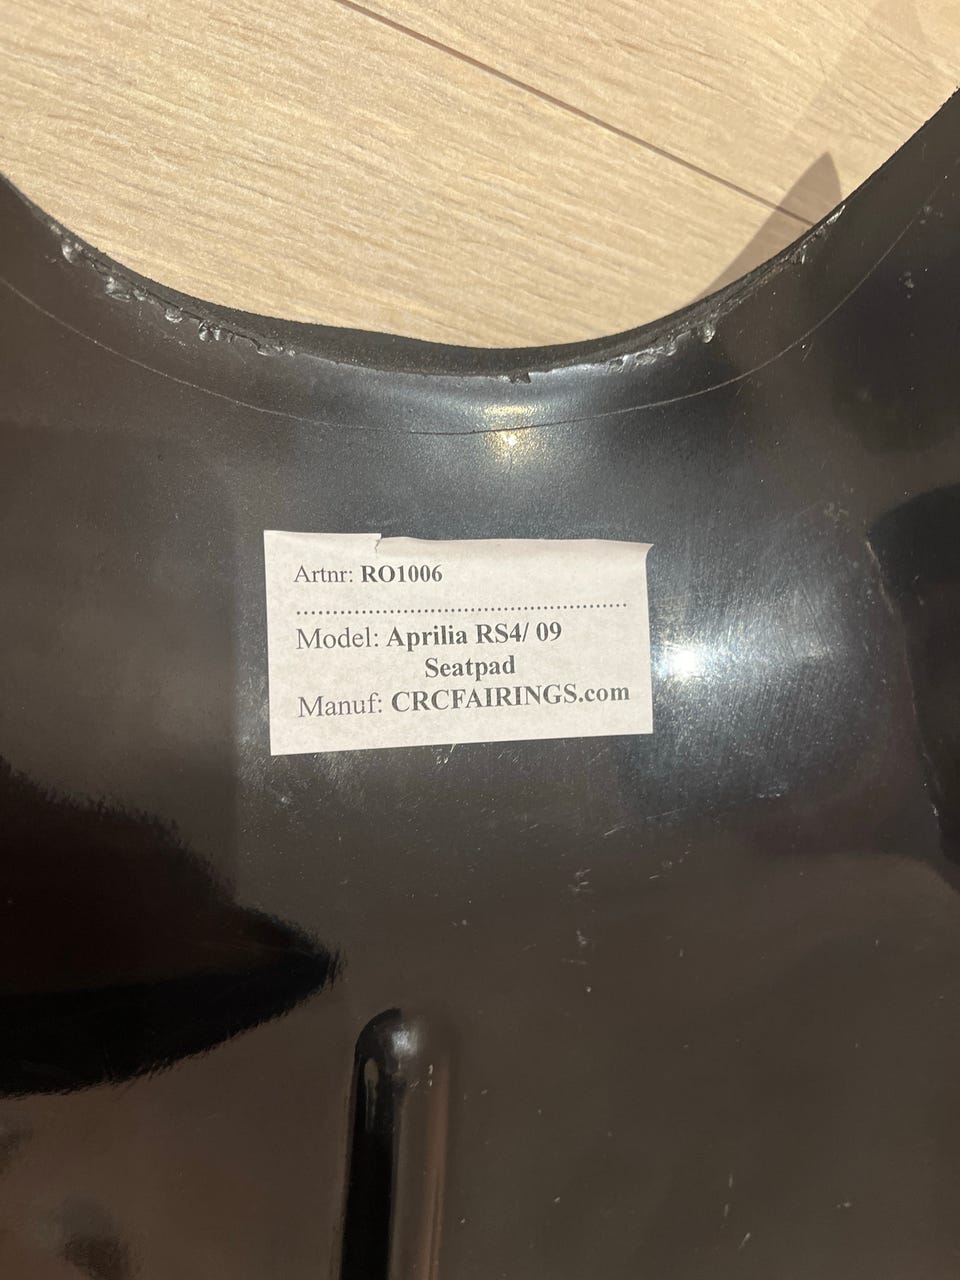 Artnr: RO1006
..............................................
Model: Aprilia RS4/ 09
Seatpad
Manuf: CRCFAIRINGS.com